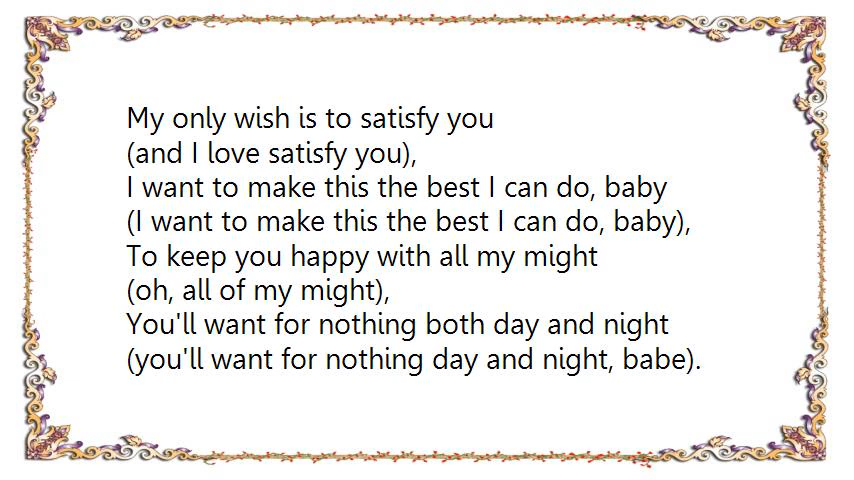 My only wish is to satisfy you
(and I love satisfy you),
I want to make this the best I can do, baby
(I want to make this the best I can do, baby),
To keep you happy with all my might
(oh, all of my might),
You'll want for nothing both day and night
(you'll want for nothing day and night, babe).